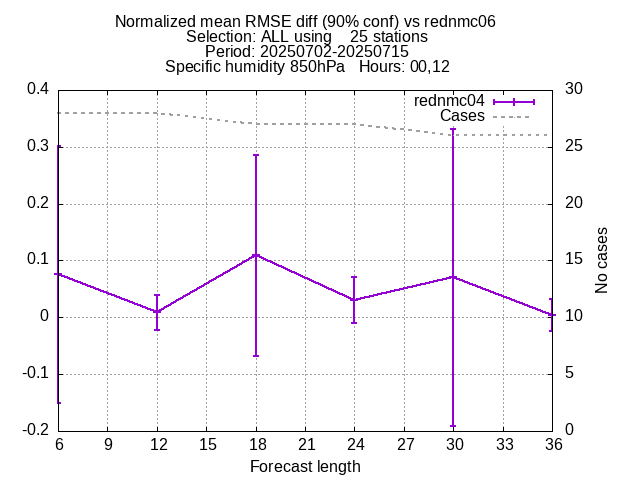 Normalized mean RMSE diff (90% conf) vs rednmc06
Selection: ALL using    25 stations
Period: 20250702-20250715
Specific humidity 850hPa   Hours: 00,12
rednmc04
Cases
0.4
0.3
0.2
0.1
0
-0.1
-0.2
30
25
20
15
10
5
0
No cases
6 9 12 15 18 21 24 27 30 33 36
Forecast length